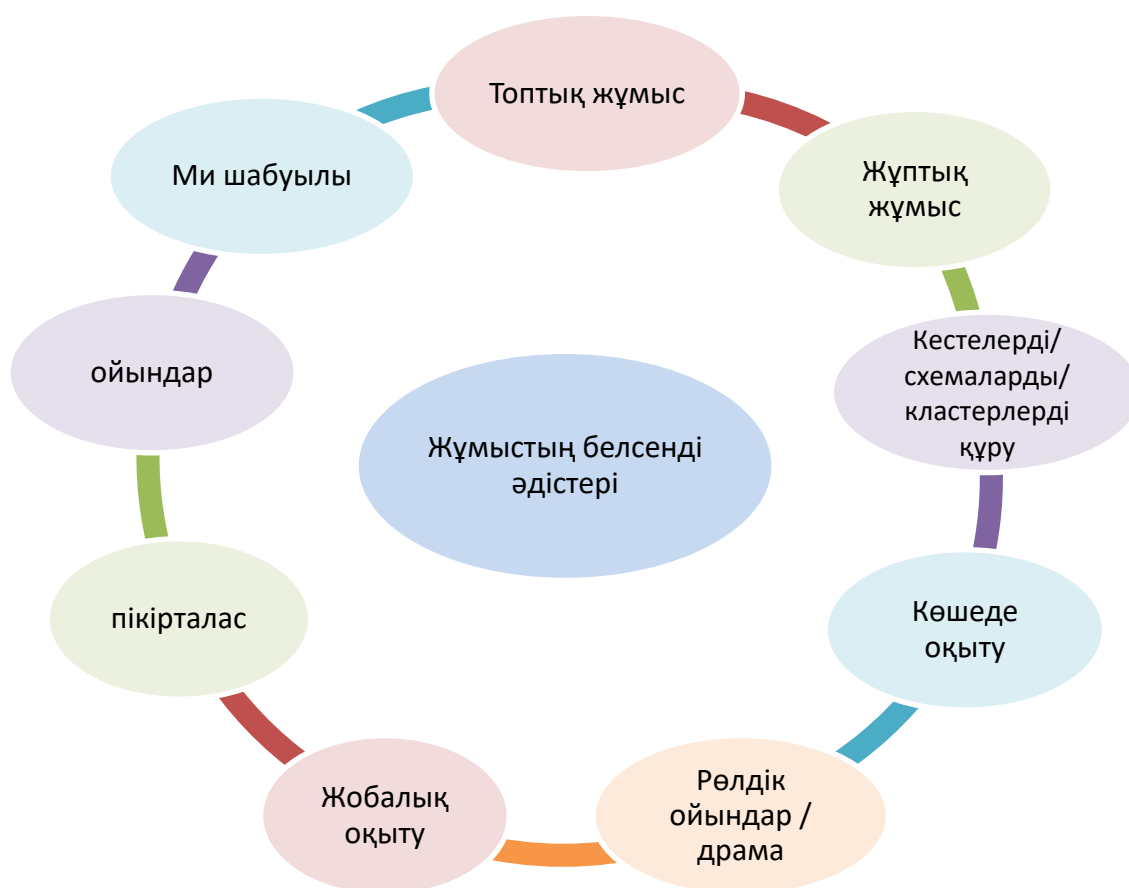 Топтық жұмыс
Жұптық
жұмыс
Кестелерді/
схемаларды/
кластерлерді
құру
Көшеде
оқыту
Рөлдік
ойындар /
драма
Жобалық
оқыту
пікірталас
ойындар
Ми шабуылы
Жұмыстың белсенді
әдістері